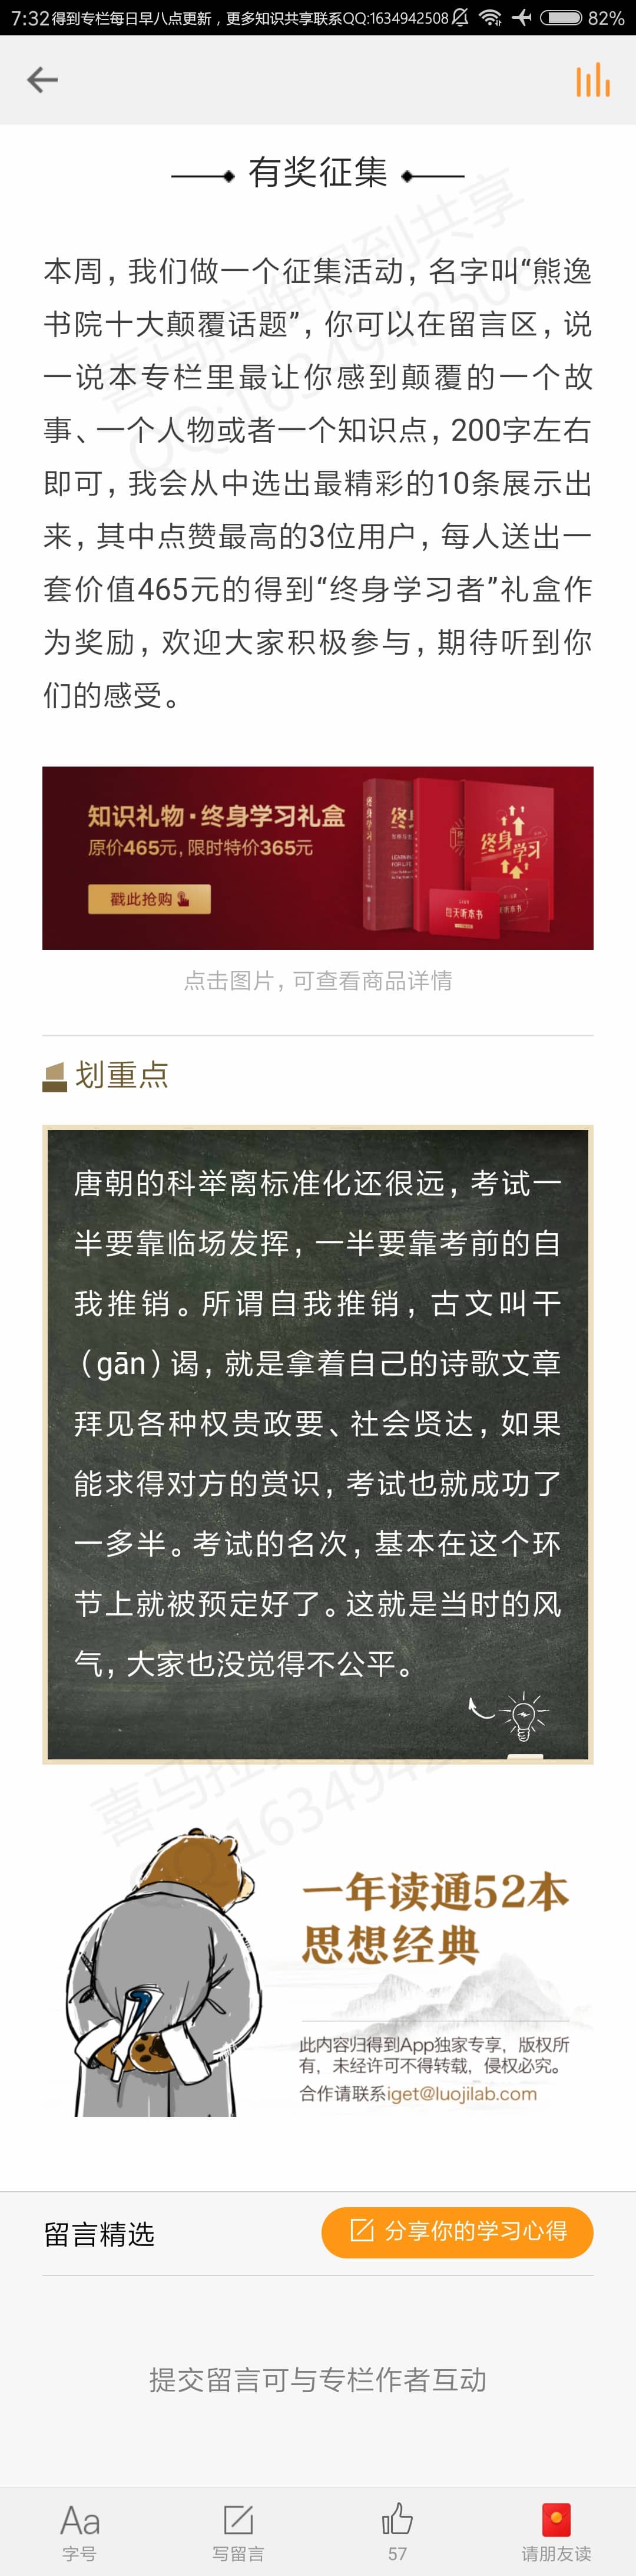 7:32得到专栏每日早八点更新，更多知识共享联系QQ:1634942508 82%
有奖征集
本周，我们做一个征集活动，名字叫“熊逸
书院十大颠覆话题”，你可以在留言区，说
一说本专栏里最让你感到颠覆的一个故
事、一个人物或者一个知识点，200字左右
即可，我会从中选出最精彩的10条展示出
来，其中点赞最高的3位用户，每人送出一
套价值465元的得到“终身学习者”礼盒作
为奖励，欢迎大家积极参与，期待听到你
们的感受。
喜马拉雅得到共享
QQ:1634942508
知识礼物·终身学习礼盒
原价465元，限时特价365元
戳此抢购
终身学习
每天听本书
点击图片，可查看商品详情
划重点
唐朝的科举离标准化还很远，考试一
半要靠临场发挥，一半要靠考前的自
我推销。所谓自我推销，古文叫干
（gān）谒，就是拿着自己的诗歌文章
拜见各种权贵政要、社会贤达，如果
能求得对方的赏识，考试也就成功了
一多半。考试的名次，基本在这个环
节上就被预定好了。这就是当时的风
气，大家也没觉得不公平。
喜马拉
QQ:1634942
一年读通52本
思想经典
此内容归得到App独家专享，版权所
有，未经许可不得转载，侵权必究。
合作请联系iget@luojilab.com
留言精选
分享你的学习心得
提交留言可与专栏作者互动
Aa
字号
写留言
57
请朋友读